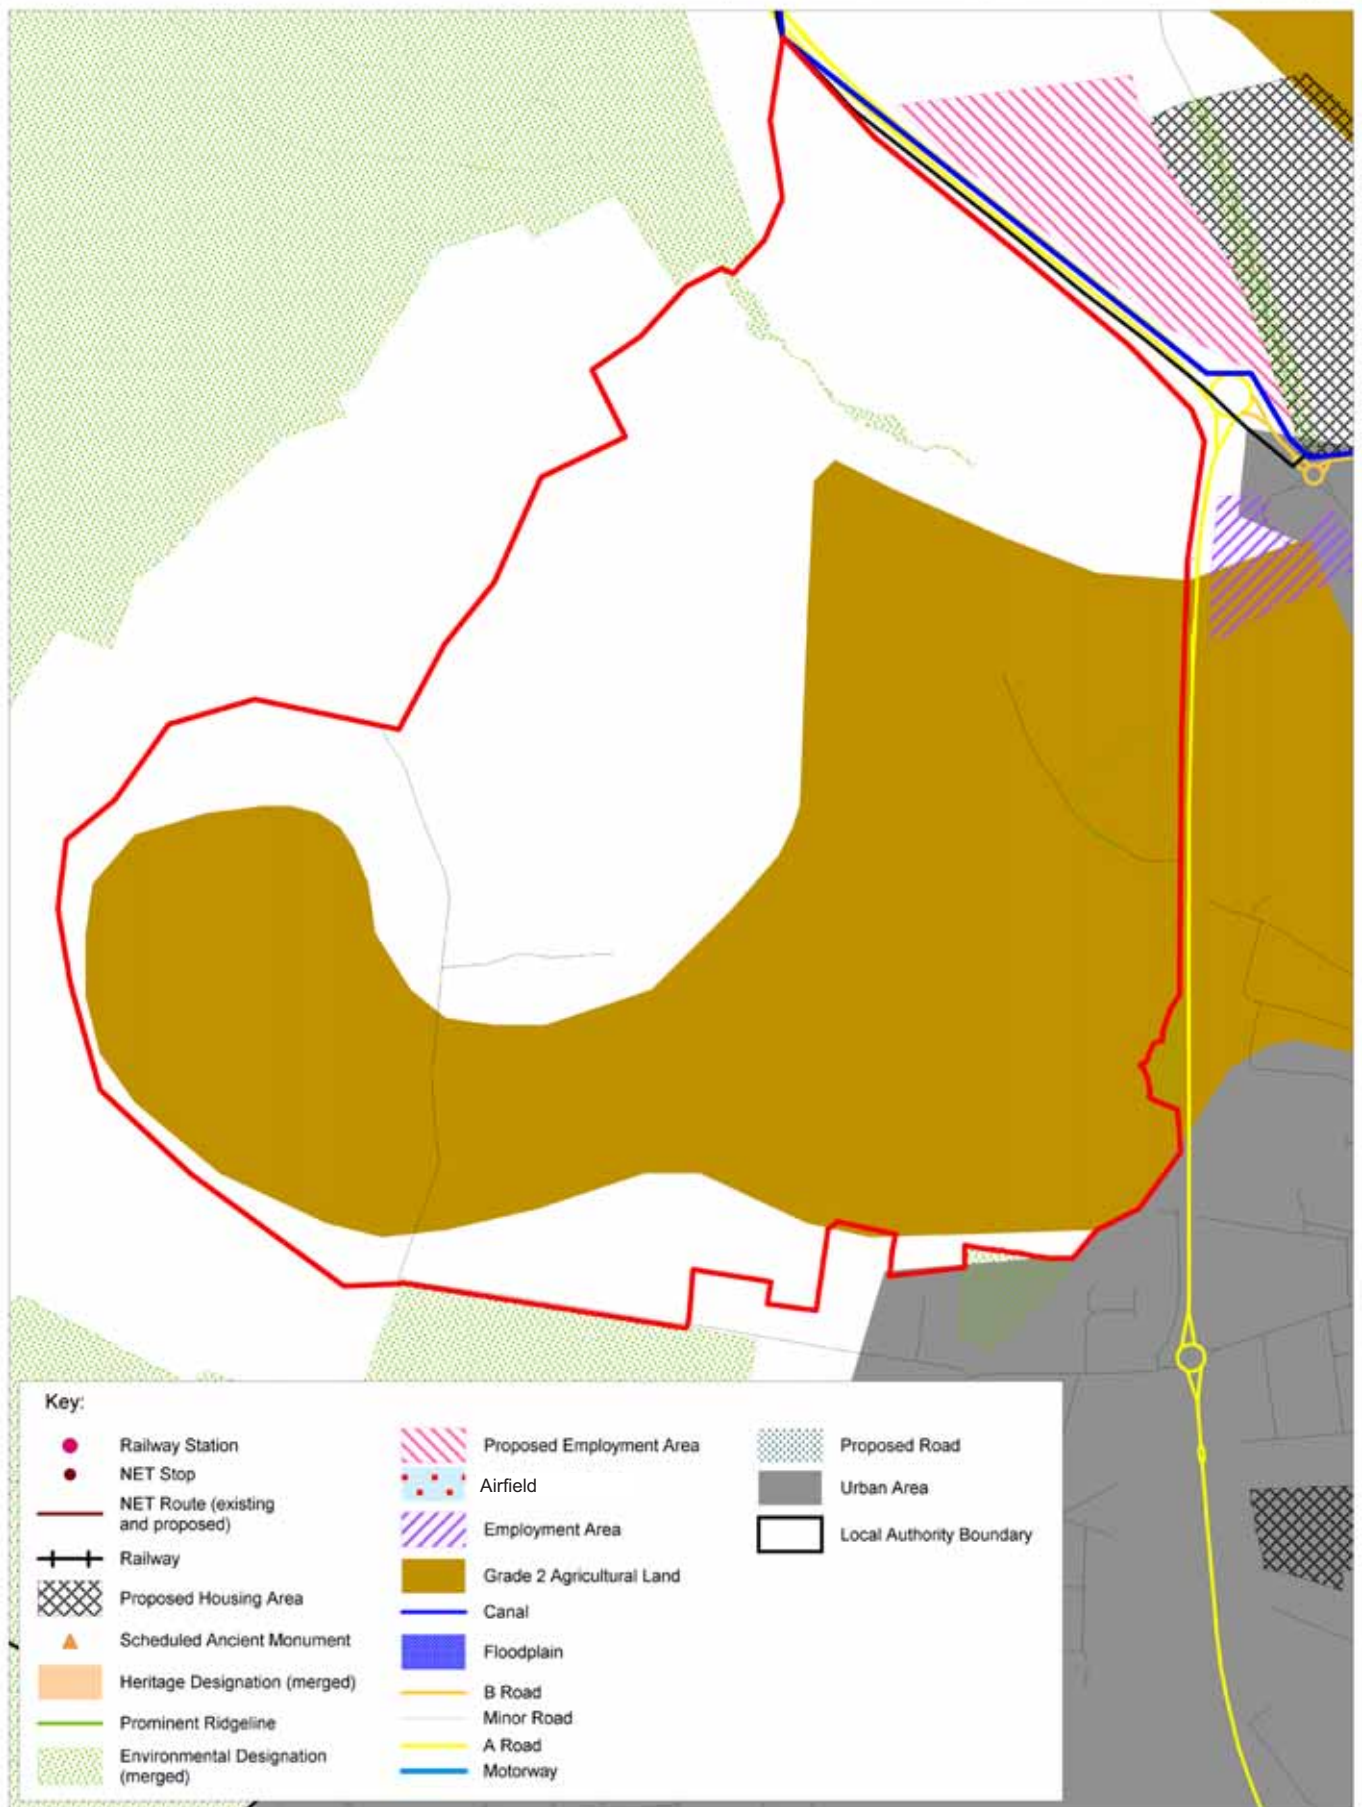 Key:
Railway Station
NET Stop
NET Route (existing
and proposed)
Railway
Proposed Housing Area
Scheduled Ancient Monument
Heritage Designation (merged)
Prominent Ridgeline
Environmental Designation
(merged)
Proposed Employment Area
Airfield
Employment Area
Grade 2 Agricultural Land
Canal
Floodplain
B Road
Minor Road
A Road
Motorway
Proposed Road
Urban Area
Local Authority Boundary